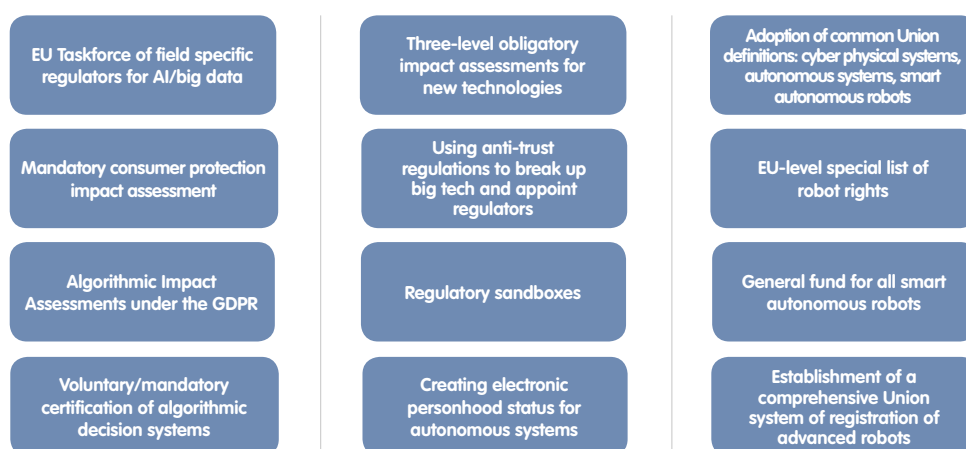 EU Taskforce of field specific
regulators for AI/big data
Mandatory consumer protection
impact assessment
Algorithmic Impact
Assessments under the GDPR
Voluntary/mandatory
certification of algorithmic
decision systems
Three-level obligatory
impact assessments for
new technologies
Using anti-trust
regulations to break up
big tech and appoint
regulators
Regulatory sandboxes
Creating electronic
personhood status for
autonomous systems
Adoption of common Union
definitions: cyber physical systems,
autonomous systems, smart
autonomous robots
EU-level special list of
robot rights
General fund for all smart
autonomous robots
Establishment of a
comprehensive Union
system of registration of
advanced robots